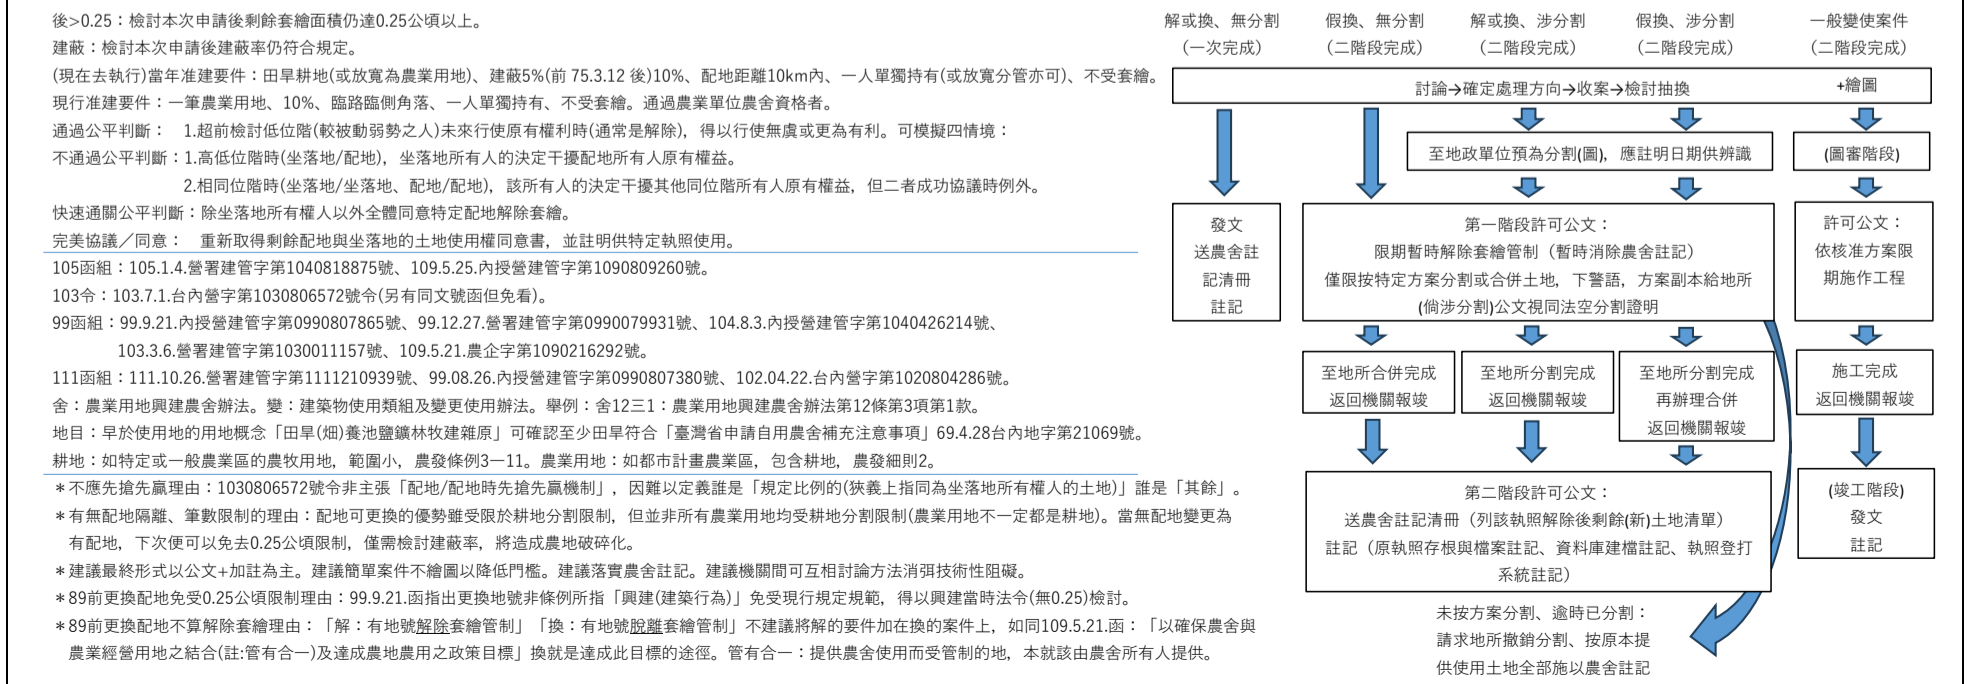 後>0.25：檢討本次申請後剩餘套繪面積仍達0.25公頃以上。
建蔽：檢討本次申請後建蔽率仍符合規定。
(現在去執行)當年准建要件：田旱耕地(或放寬為農業用地)、建蔽5%(前 75.3.12 後)10%、配地距離10km內、一人單獨持有(或放寬分管亦可)、不受套繪。
現行准建要件：一筆農業用地、10%、臨路臨側角落、一人單獨持有、不受套繪。通過農業單位農舍資格者。
通過公平判斷：　1.超前檢討低位階(較被動弱勢之人)未來行使原有權利時(通常是解除)，得以行使無虞或更為有利。可模擬四情境：
不通過公平判斷：1.高低位階時(坐落地/配地)，坐落地所有人的決定干擾配地所有人原有權益。
2.相同位階時(坐落地/坐落地、配地/配地)，該所有人的決定干擾其他同位階所有人原有權益，但二者成功協議時例外。
快速通關公平判斷：除坐落地所有權人以外全體同意特定配地解除套繪。
完美協議／同意：　重新取得剩餘配地與坐落地的土地使用權同意書，並註明供特定執照使用。
105函組：105.1.4.營署建管字第1040818875號、109.5.25.內授營建管字第1090809260號。
103令：103.7.1.台內營字第1030806572號令(另有同文號函但免看)。
99函組：99.9.21.內授營建管字第0990807865號、99.12.27.營署建管字第0990079931號、104.8.3.內授營建管字第1040426214號、
103.3.6.營署建管字第1030011157號、109.5.21.農企字第1090216292號。
111函組：111.10.26.營署建管字第1111210939號、99.08.26.內授營建管字第0990807380號、102.04.22.台內營字第1020804286號。
舍：農業用地興建農舍辦法。變：建築物使用類組及變更使用辦法。舉例：舍12三1：農業用地興建農舍辦法第12條第3項第1款。
地目：早於使用地的用地概念「田旱(畑)養池鹽鑛林牧建雜原」可確認至少田旱符合「臺灣省申請自用農舍補充注意事項」69.4.28台內地字第21069號。
耕地：如特定或一般農業區的農牧用地，範圍小，農發條例3—11。農業用地：如都市計畫農業區，包含耕地，農發細則2。
＊不應先搶先贏理由：1030806572號令非主張「配地/配地時先搶先贏機制」，因難以定義誰是「規定比例的(狹義上指同為坐落地所有權人的土地)」誰是「其餘」。
＊有無配地隔離、筆數限制的理由：配地可更換的優勢雖受限於耕地分割限制，但並非所有農業用地均受耕地分割限制(農業用地不一定都是耕地)。當無配地變更為
有配地，下次便可以免去0.25公頃限制，僅需檢討建蔽率，將造成農地破碎化。
＊建議最終形式以公文+加註為主。建議簡單案件不繪圖以降低門檻。建議落實農舍註記。建議機關間可互相討論方法消弭技術性阻礙。
＊89前更換配地免受0.25公頃限制理由：99.9.21.函指出更換地號非條例所指「興建(建築行為)」免受現行規定規範，得以興建當時法令(無0.25)檢討。
＊89前更換配地不算解除套繪理由：「解：有地號解除套繪管制」「換：有地號脫離套繪管制」不建議將解的要件加在換的案件上，如同109.5.21.函：「以確保農舍與
農業經營用地之結合(註:管有合一)及達成農地農用之政策目標」換就是達成此目標的途徑。管有合一：提供農舍使用而受管制的地，本就該由農舍所有人提供。
解或換、無分割
（一次完成）
假換、無分割
（二階段完成）
解或換、涉分割
（二階段完成）
假換、涉分割
（二階段完成）
一般變使案件
（二階段完成）
討論→確定處理方向→收案→檢討抽換
+繪圖
至地政單位預為分割(圖)，應註明日期供辨識
(圖審階段)
發文
送農舍註
記清冊
註記
第一階段許可公文：
限期暫時解除套繪管制（暫時消除農舍註記）
僅限按特定方案分割或合併土地，下警語，方案副本給地所
(倘涉分割)公文視同法空分割證明
許可公文：
依核准方案限
期施作工程
至地所合併完成
返回機關報竣
至地所分割完成
返回機關報竣
至地所分割完成
再辦理合併
返回機關報竣
施工完成
返回機關報竣
第二階段許可公文：
送農舍註記清冊（列該執照解除後剩餘(新)土地清單）
註記（原執照存根與檔案註記、資料庫建檔註記、執照登打
系統註記）
(竣工階段)
發文
註記
未按方案分割、逾時已分割：
請求地所撤銷分割、按原本提
供使用土地全部施以農舍註記